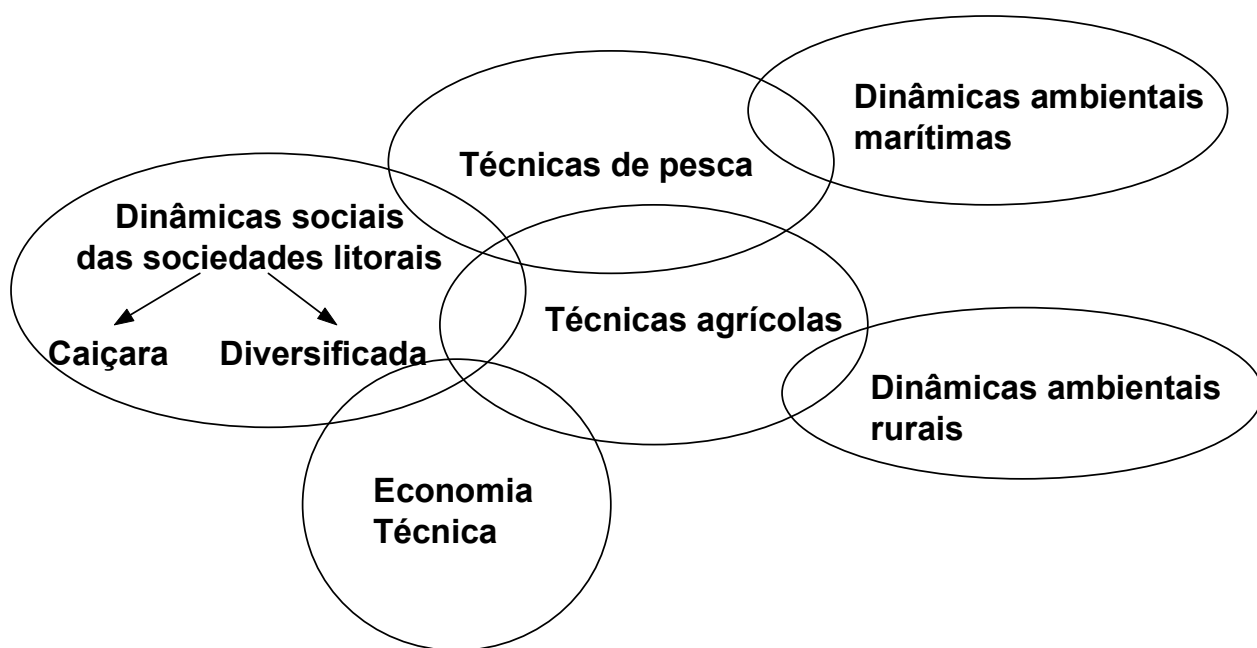 Dinâmicas ambientais
marítimas
Técnicas de pesca
Dinâmicas sociais
das sociedades litorais
Caiçara
Diversificada
Técnicas agrícolas
Dinâmicas ambientais
rurais
Economia
Técnica